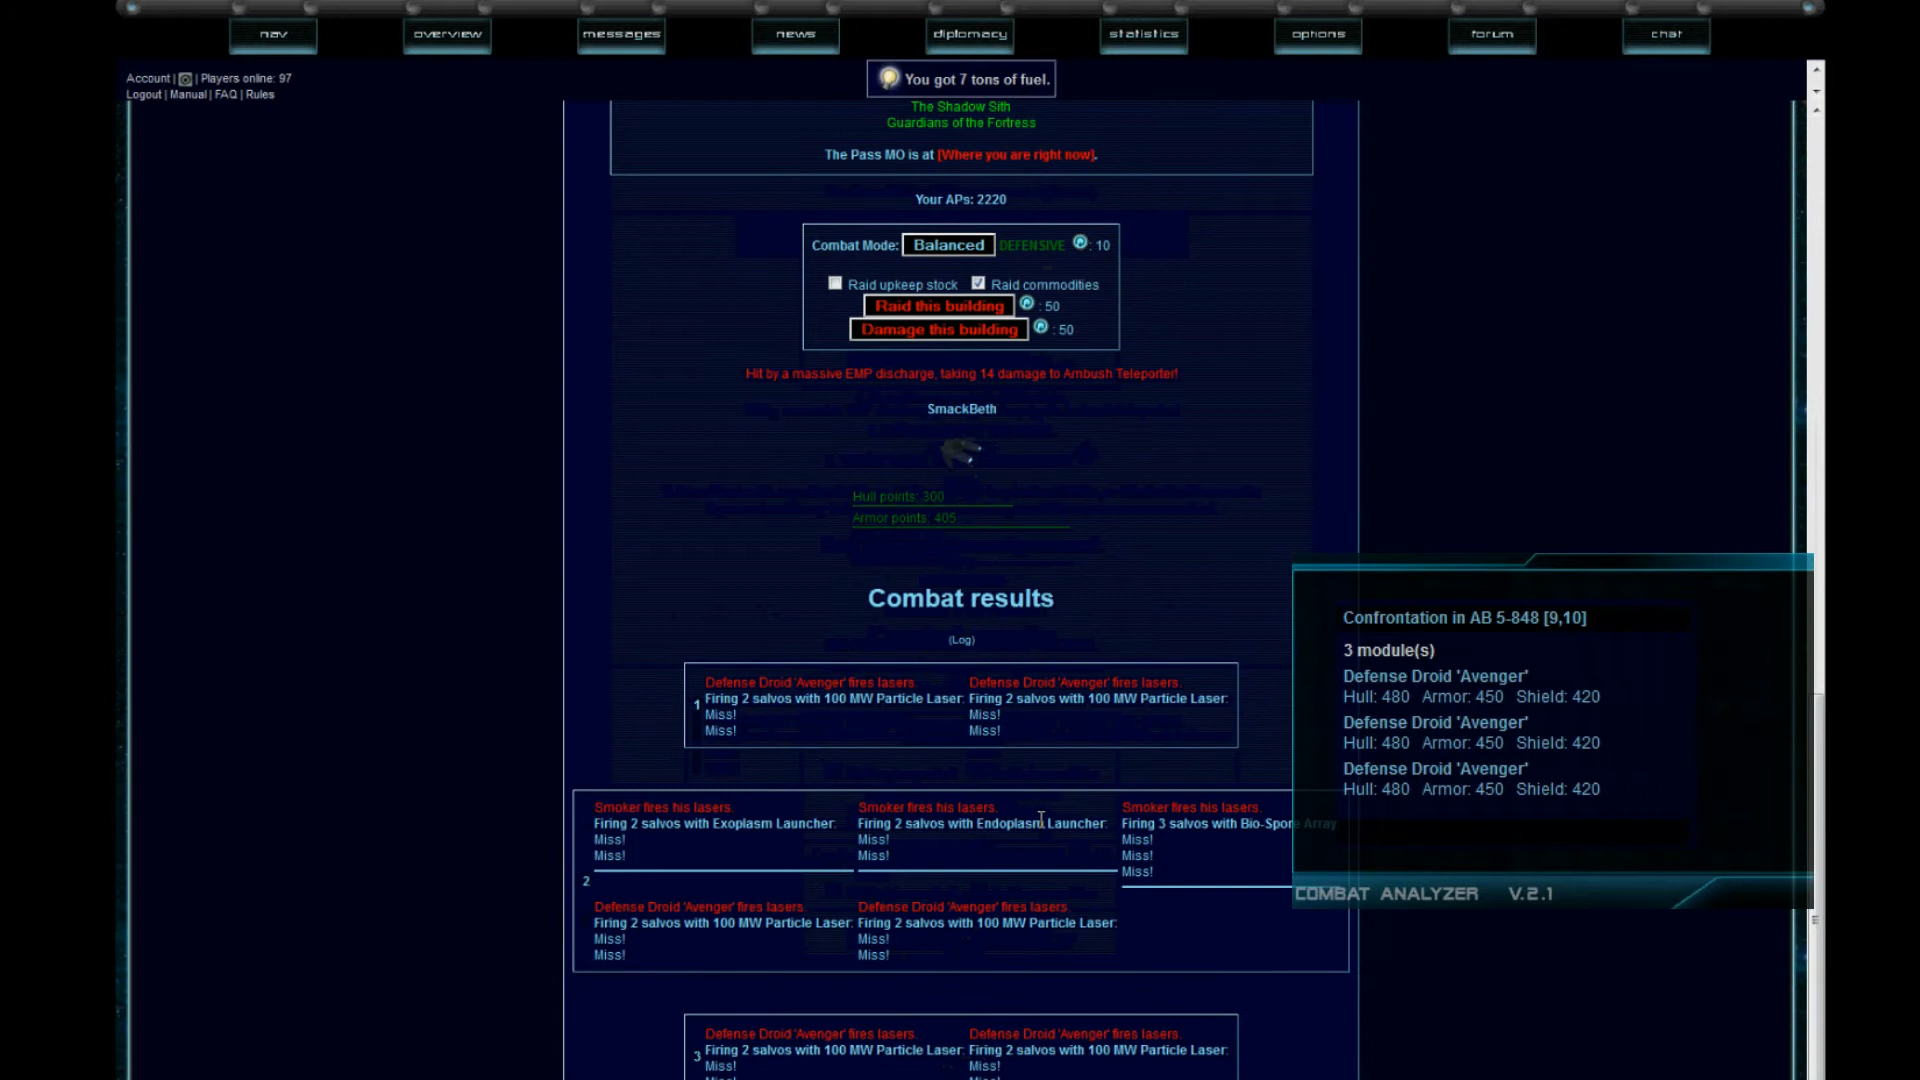 nav overview messages news diplomacy statistics options forum chat
Account | | Players online: 97
Logout | Manual | FAQ | Rules
You got 7 tons of fuel.
The Shadow Sith
Guardians of the Fortress
The Pass MO is at [Where you are right now].
Your APs: 2220
Combat Mode: Balanced DEFENSIVE : 10
Raid upkeep stock Raid commodities
Raid this building : 50
Damage this building : 50
Hit by a massive EMP discharge, taking 14 damage to Ambush Teleporter!
SmackBeth
Hull points: 300
Armor points: 405
Combat results
(Log)
1
Defense Droid 'Avenger' fires lasers. Defense Droid 'Avenger' fires lasers.
Firing 2 salvos with 100 MW Particle Laser: Firing 2 salvos with 100 MW Particle Laser:
Miss! Miss!
Miss! Miss!
2
Smoker fires his lasers. Smoker fires his lasers. Smoker fires his lasers.
Firing 2 salvos with Exoplasm Launcher: Firing 2 salvos with Endoplasm Launcher: Firing 3 salvos with Bio-Spore Array
Miss! Miss! Miss!
Miss! Miss! Miss!
Miss!
Defense Droid 'Avenger' fires lasers. Defense Droid 'Avenger' fires lasers.
Firing 2 salvos with 100 MW Particle Laser: Firing 2 salvos with 100 MW Particle Laser:
Miss! Miss!
Miss! Miss!
3
Defense Droid 'Avenger' fires lasers. Defense Droid 'Avenger' fires lasers.
Firing 2 salvos with 100 MW Particle Laser: Firing 2 salvos with 100 MW Particle Laser:
Miss! Miss!
Confrontation in AB 5-848 [9,10]
3 module(s)
Defense Droid 'Avenger'
Hull: 480 Armor: 450 Shield: 420
Defense Droid 'Avenger'
Hull: 480 Armor: 450 Shield: 420
Defense Droid 'Avenger'
Hull: 480 Armor: 450 Shield: 420
COMBAT ANALYZER V.2.1